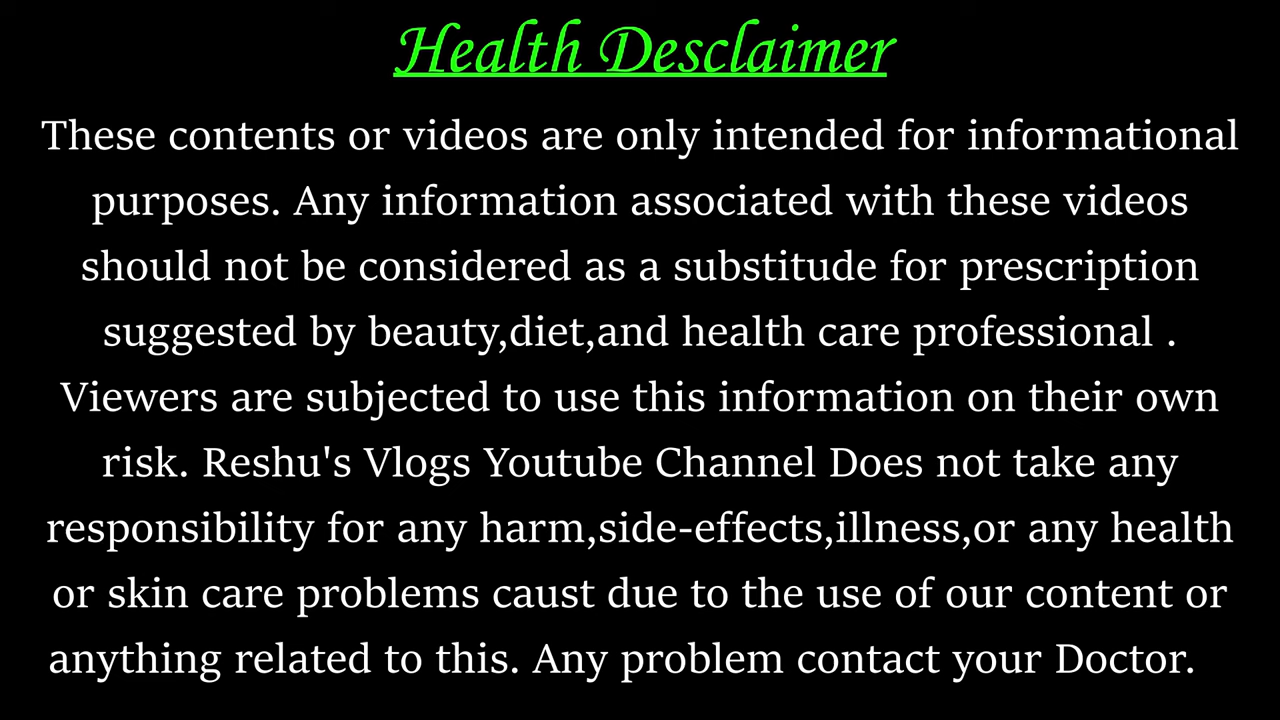 Health Desclaimer
These contents or videos are only intended for informational
purposes. Any information associated with these videos
should not be considered as a substitude for prescription
suggested by beauty,diet,and health care professional .
Viewers are subjected to use this information on their own
risk. Reshu's Vlogs Youtube Channel Does not take any
responsibility for any harm,side-effects,illness,or any health
or skin care problems caust due to the use of our content or
anything related to this. Any problem contact your Doctor.